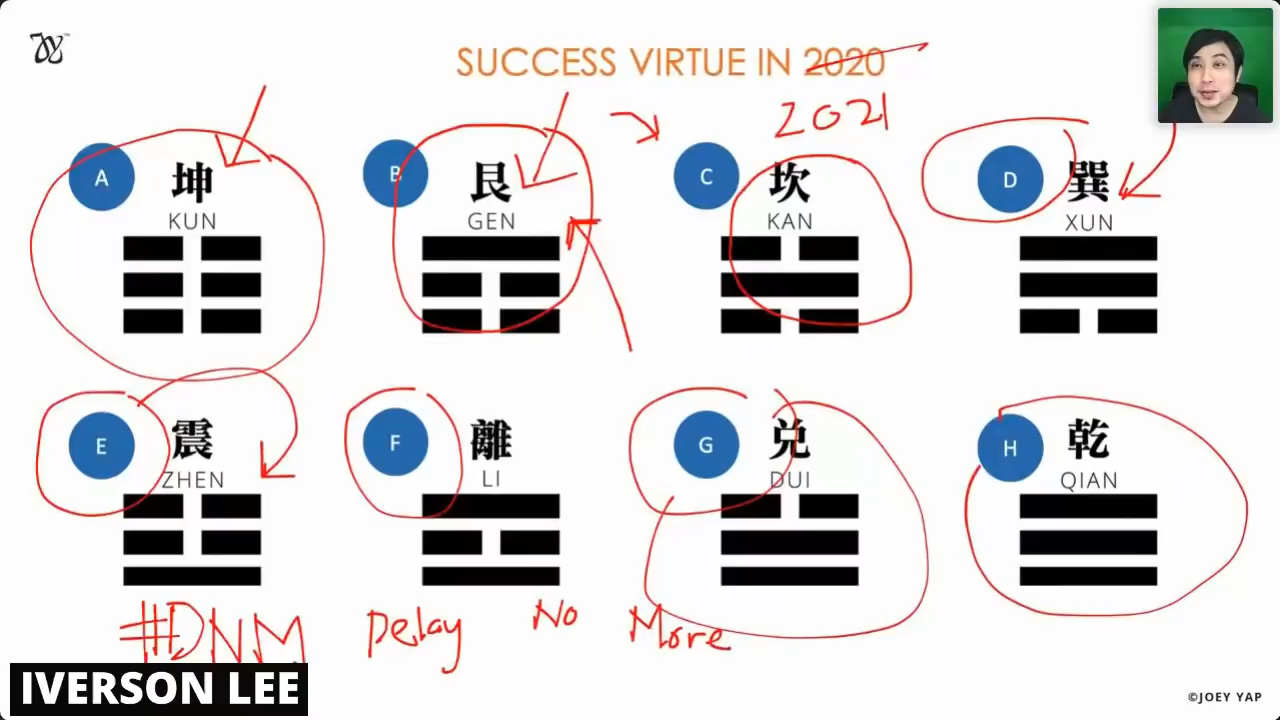 SUCCESS VIRTUE IN 2020
2021
A
坤
KUN
B
艮
GEN
C
坎
KAN
D
巽
XUN
E
震
ZHEN
F
離
LI
G
兑
DUI
H
乾
QIAN
#DNM Delay No More
IVERSON LEE
©JOEY YAP